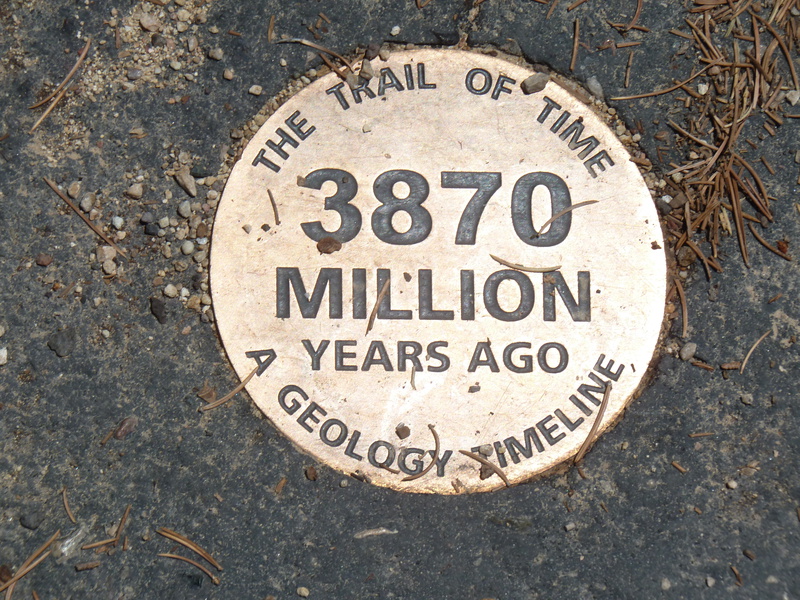 THE TRAIL OF TIME
3870
MILLION
YEARS AGO
A GEOLOGY TIMELINE